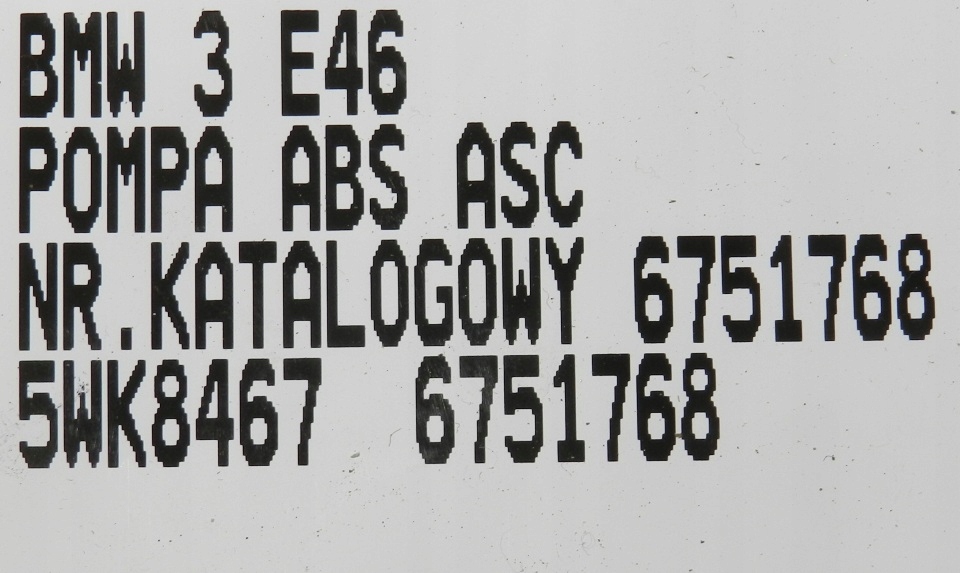 BMW 3 E46
POMPA ABS ASC
NR.KATALOGOWY 6751768
5WK8467 6751768